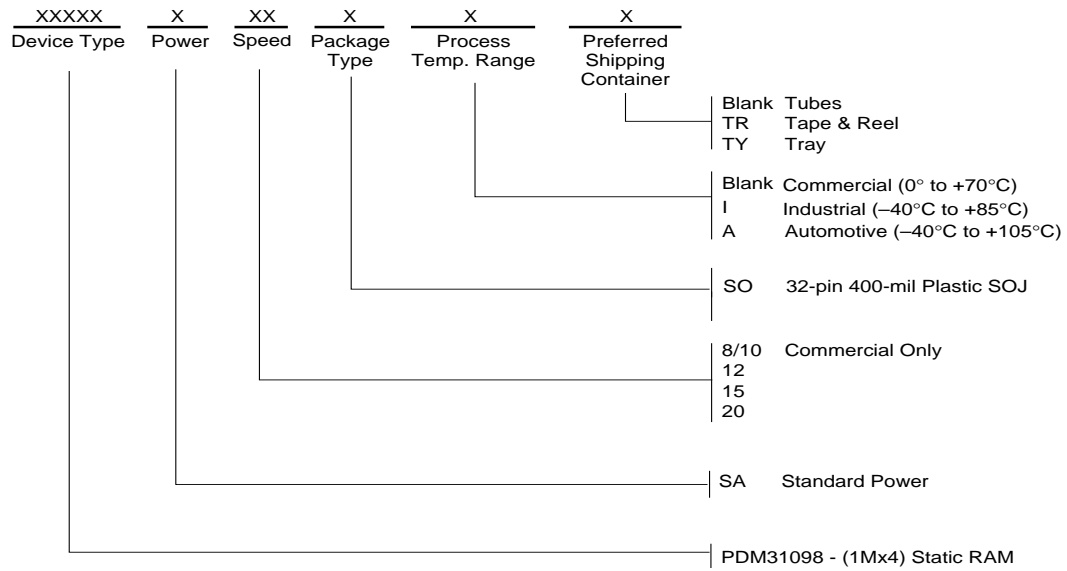 XXXXX X XX X X X
Device Type Power Speed Package Type Process Temp. Range Preferred Shipping Container
Blank Tubes
TR Tape & Reel
TY Tray
Blank Commercial (0° to +70°C)
I Industrial (–40°C to +85°C)
A Automotive (–40°C to +105°C)
SO 32-pin 400-mil Plastic SOJ
8/10 Commercial Only
12
15
20
SA Standard Power
PDM31098 - (1Mx4) Static RAM